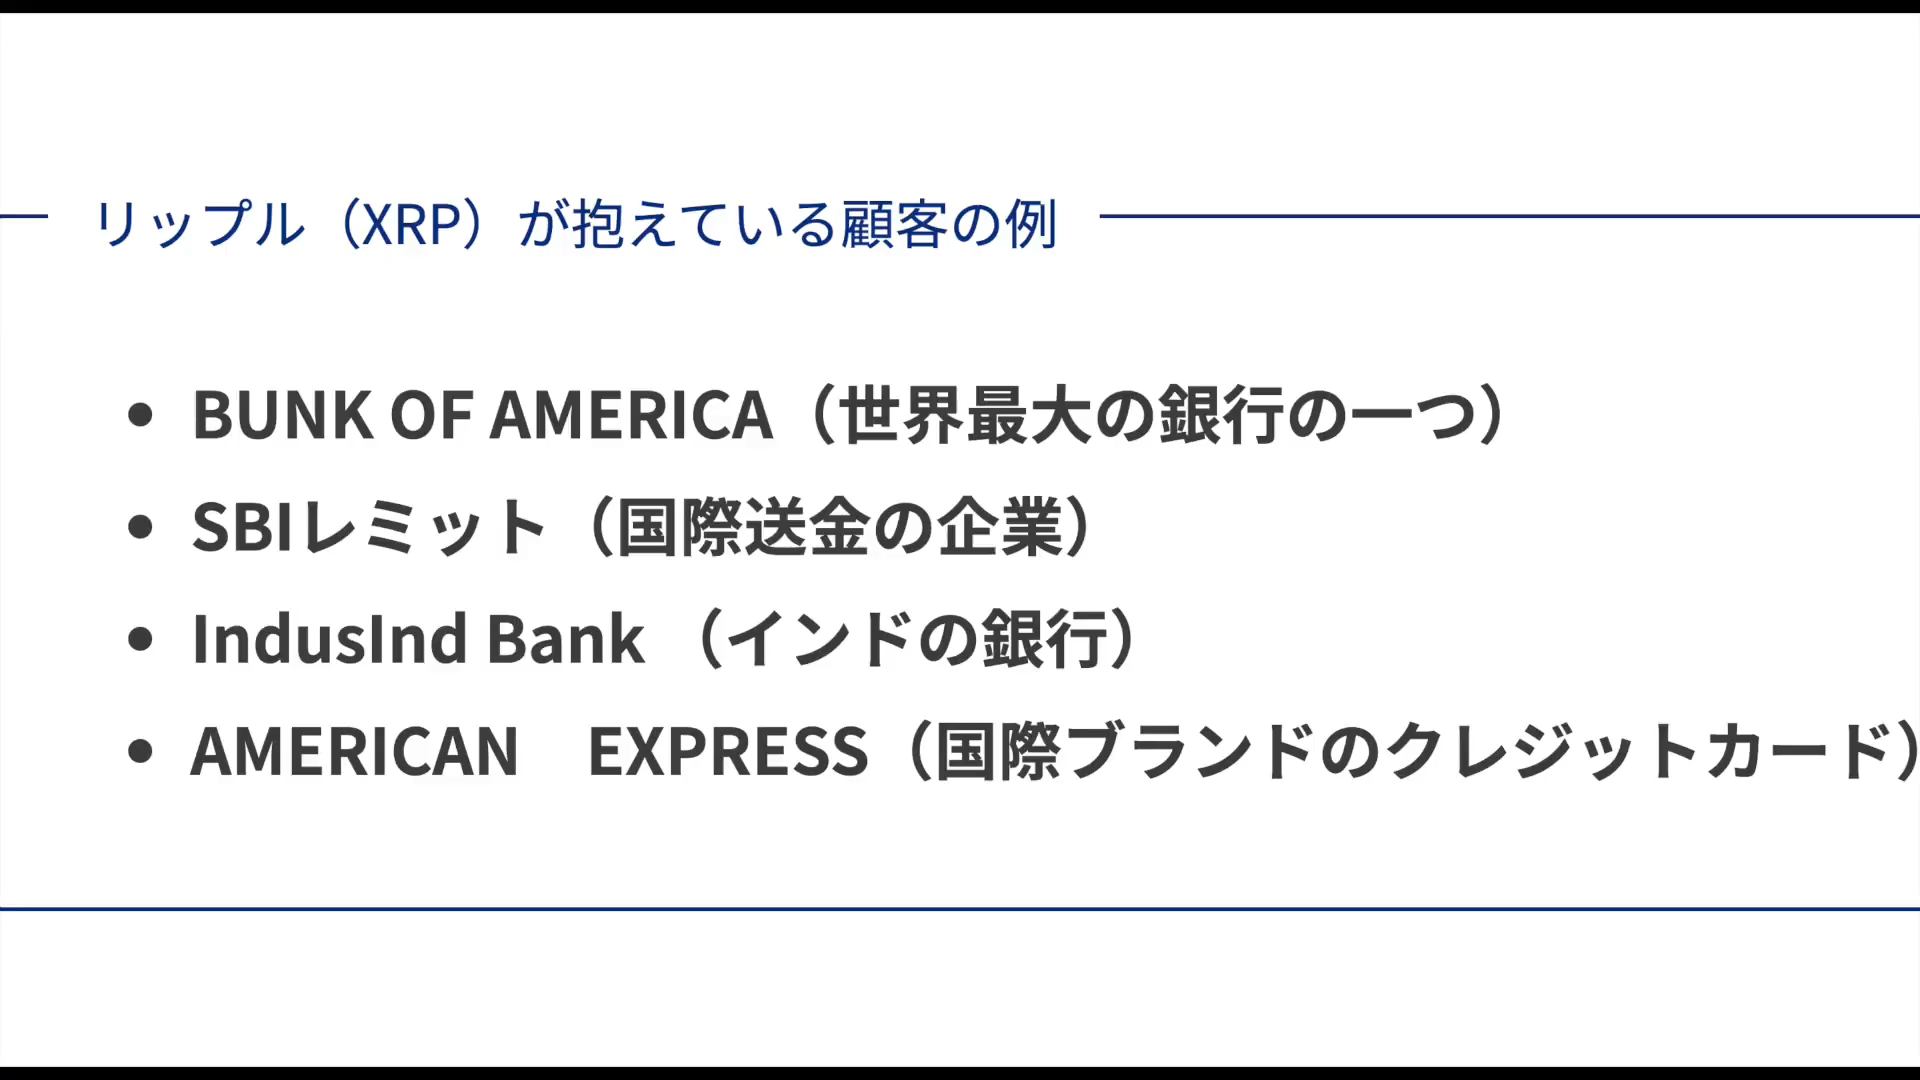 リップル（XRP）が抱えている顧客の例
• BUNK OF AMERICA（世界最大の銀行の一つ）
• SBIレミット（国際送金の企業）
• IndusInd Bank （インドの銀行）
• AMERICAN　EXPRESS（国際ブランドのクレジットカード）